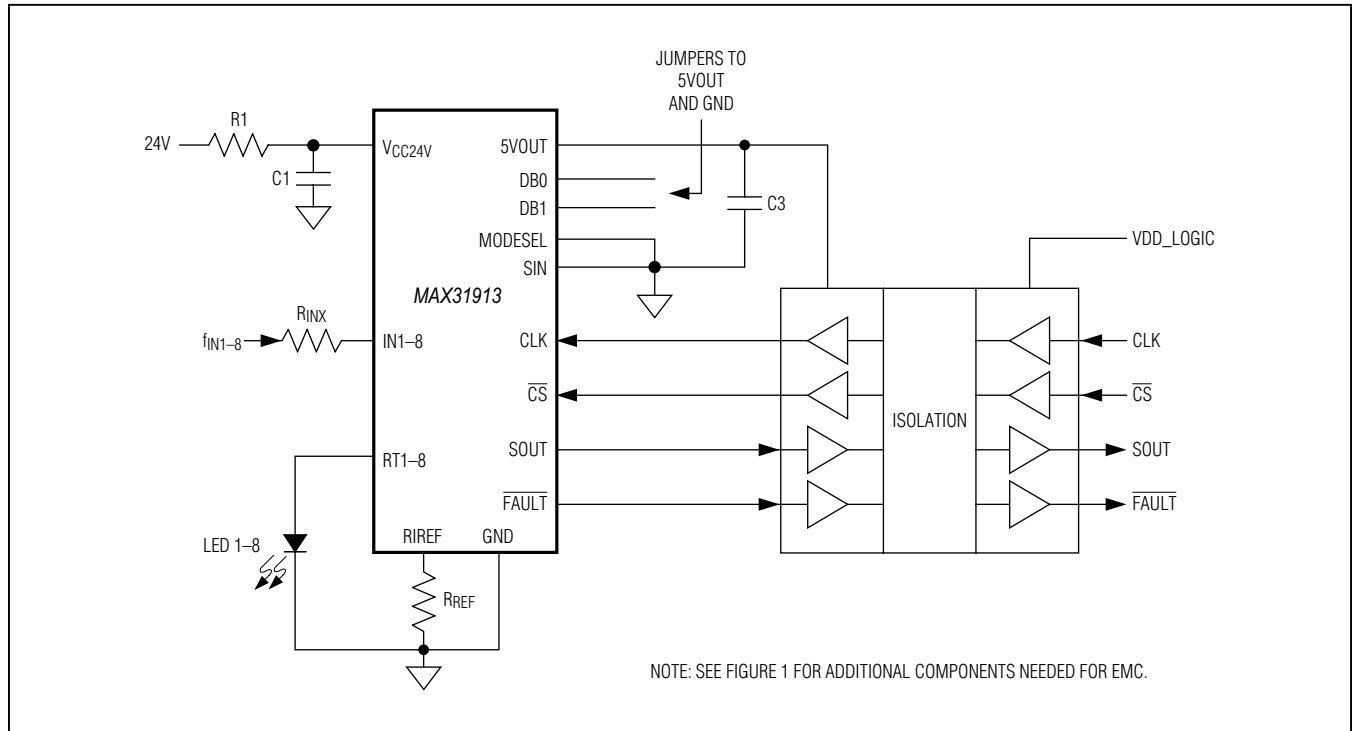 JUMPERS TO
5VOUT
AND GND
24V
R1
C1
VCC24V
5VOUT
DB0
DB1
MODESEL
SIN
C3
VDD_LOGIC
MAX31913
fIN1–8
RINX
IN1–8
CLK
CS
SOUT
FAULT
ISOLATION
CLK
CS
SOUT
FAULT
RT1–8
LED 1–8
RIREF
GND
RREF
NOTE: SEE FIGURE 1 FOR ADDITIONAL COMPONENTS NEEDED FOR EMC.